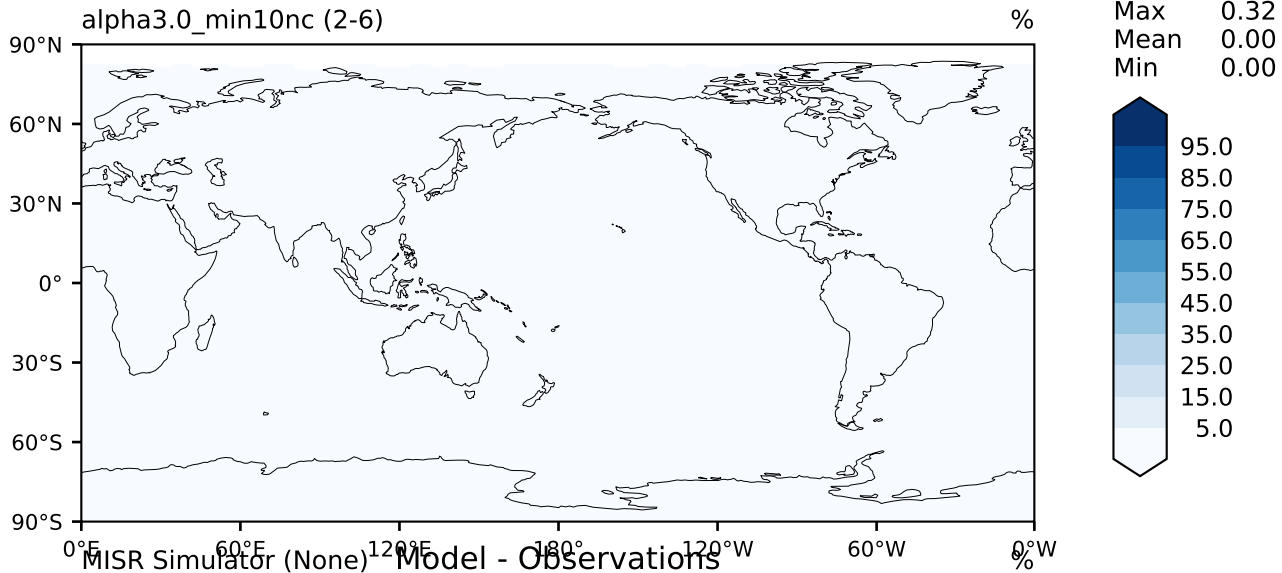 alpha3.0_min10nc (2-6) %
Max 0.32
Mean 0.00
Min 0.00
90°N
60°N
30°N
0°
30°S
60°S
90°S
95.0
85.0
75.0
65.0
55.0
45.0
35.0
25.0
15.0
5.0
0°E 60°E 120°E 180° 120°W 60°W 0°W
MISR Simulator (None) Model - Observations %